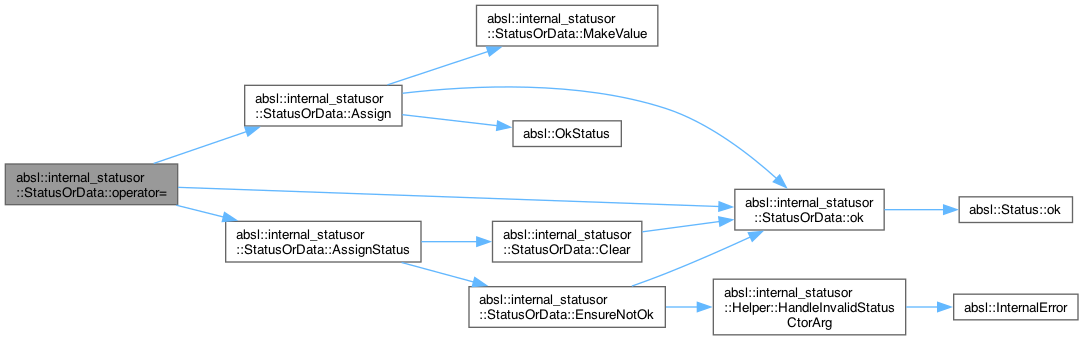 absl::internal_statusor
::StatusOrData::MakeValue
absl::internal_statusor
::StatusOrData::Assign
absl::OkStatus
absl::internal_statusor
::StatusOrData::operator=
absl::internal_statusor
::StatusOrData::ok
absl::Status::ok
absl::internal_statusor
::StatusOrData::AssignStatus
absl::internal_statusor
::StatusOrData::Clear
absl::internal_statusor
::StatusOrData::EnsureNotOk
absl::internal_statusor
::Helper::HandleInvalidStatus
CtorArg
absl::InternalError